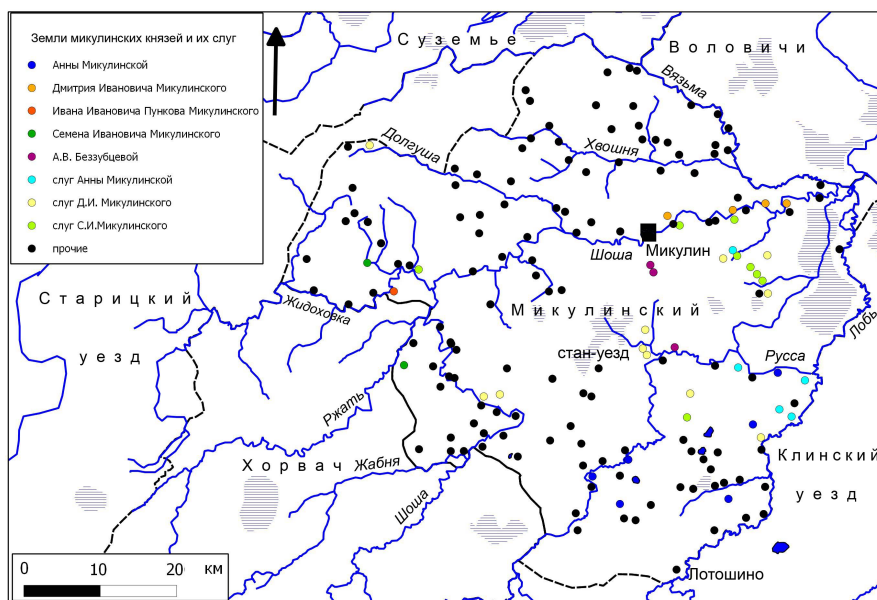 Земли микулинских князей и их слуг
Анны Микулинской
Дмитрия Ивановича Микулинского
Ивана Ивановича Пункова Микулинского
Семена Ивановича Микулинского
А.В. Беззубцевой
слуг Анны Микулинской
слуг Д.И. Микулинского
слуг С.И.Микулинского
прочие
Суземье
Воловичи
Вязьма
Хвошня
Долгуша
Шоша
Микулин
Старицкий
уезд
Жидоховка
Микулинский
стан-уезд
Лобь
Русса
Ржать
Хорвач
Жабня
Шоша
Клинский
уезд
Лотошино
0 10 20 км